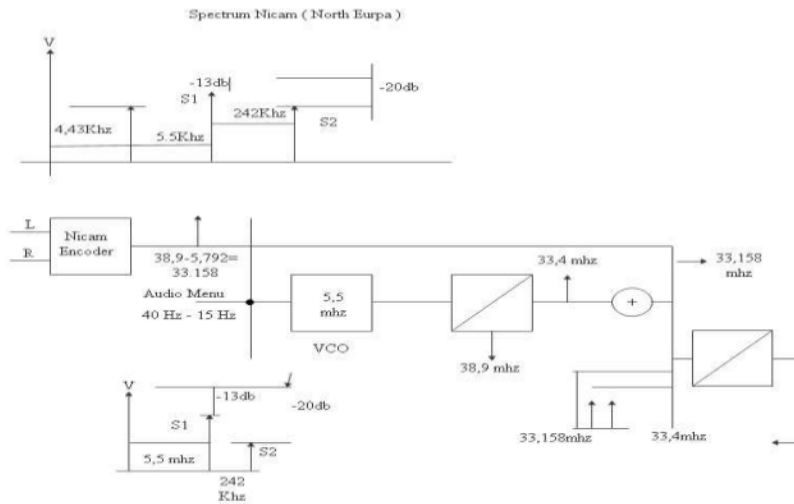 Spectrum Nicam ( North Eurpa )
V
-13db
S1
-20db
242Khz
S2
4,43Khz
5.5Khz
L
R
Nicam
Encoder
38,9-5,792=
33.158
33,4 mhz
33,158
mhz
Audio Menu
40 Hz - 15 Hz
5,5
mhz
VCO
+
38,9 mhz
V
-13db
-20db
S1
S2
5,5 mhz
242
Khz
33,158mhz
33,4mhz